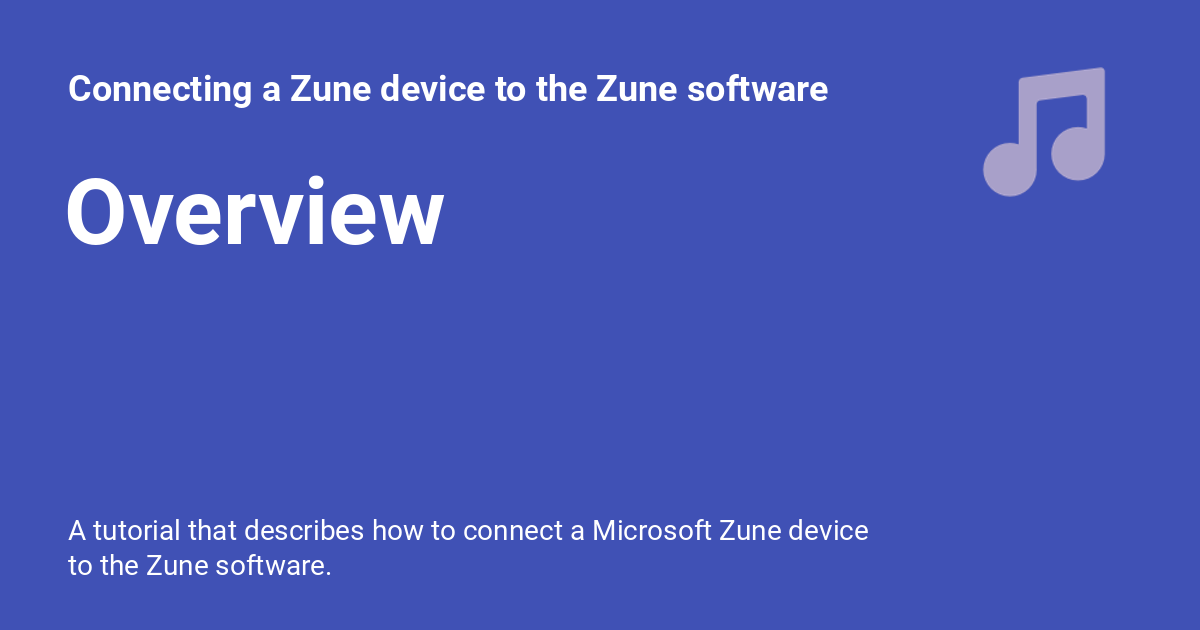 Connecting a Zune device to the Zune software
Overview
A tutorial that describes how to connect a Microsoft Zune device
to the Zune software.